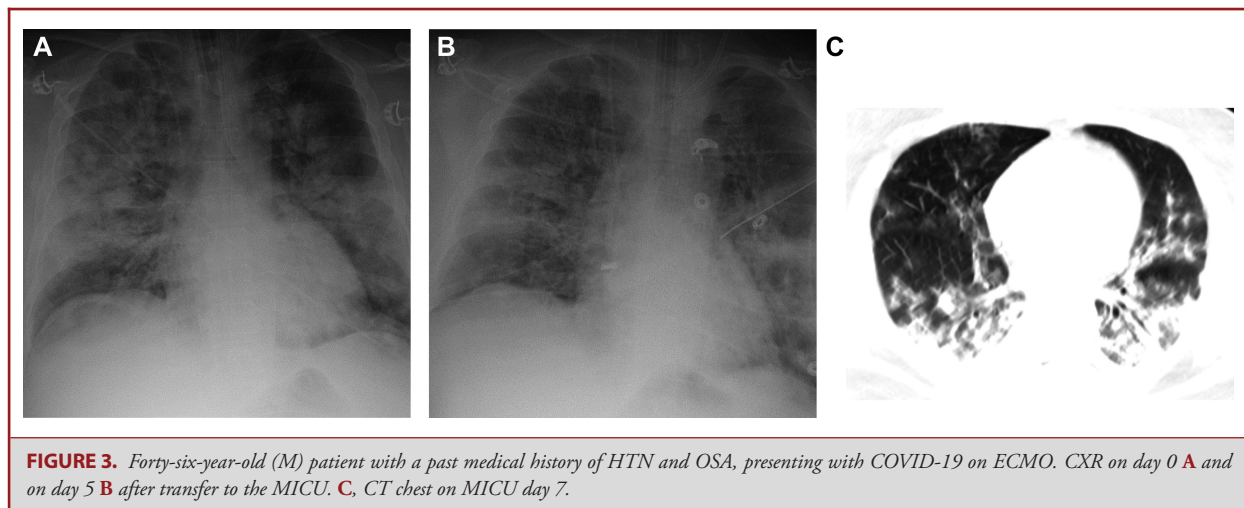 A
B
C
FIGURE 3. Forty-six-year-old (M) patient with a past medical history of HTN and OSA, presenting with COVID-19 on ECMO. CXR on day 0 A and
on day 5 B after transfer to the MICU. C, CT chest on MICU day 7.